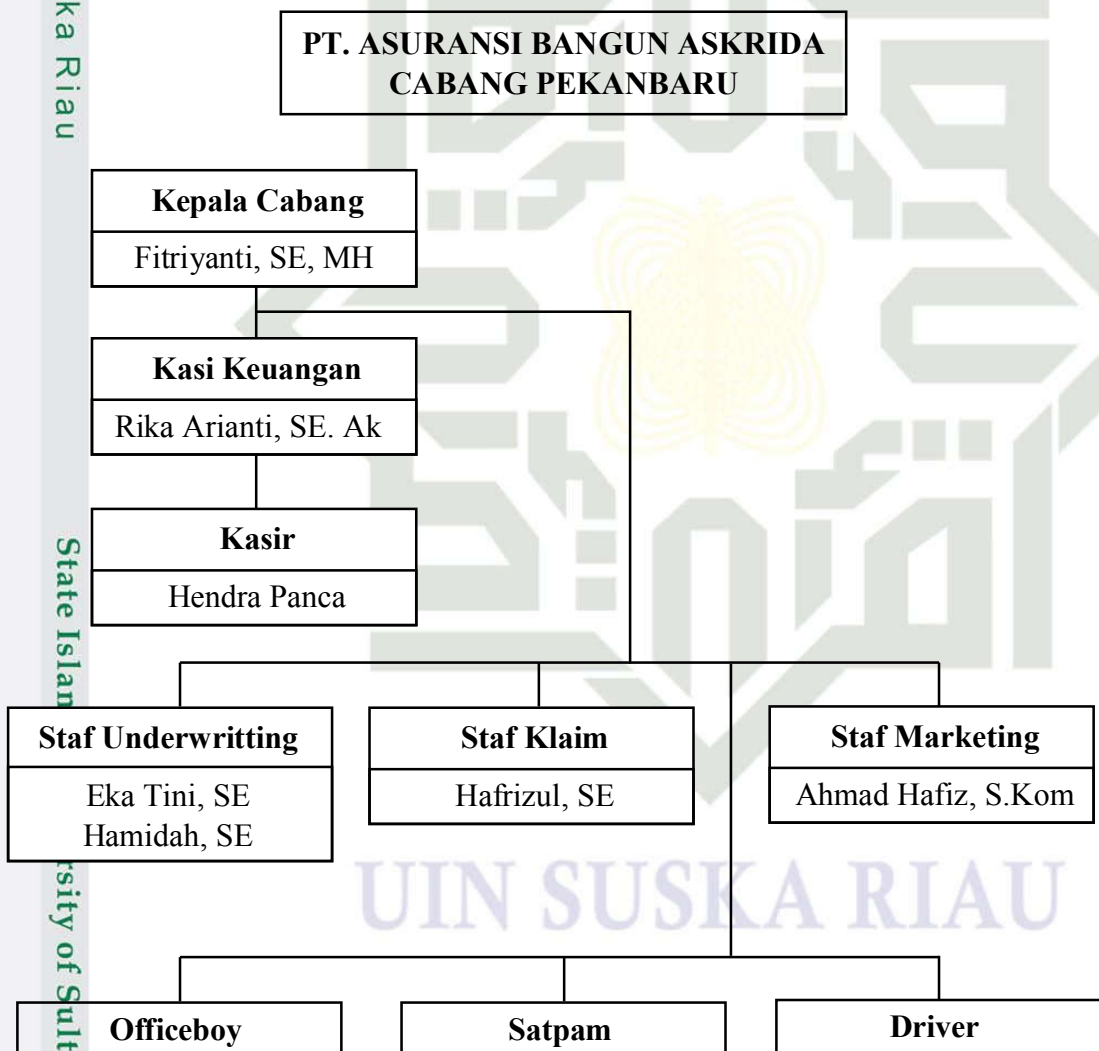 ka Riau
PT. ASURANSI BANGUN ASKRIDA
CABANG PEKANBARU
Kepala Cabang
Fitriyanti, SE, MH
Kasi Keuangan
Rika Arianti, SE. Ak
Kasir
Hendra Panca
State Islam
Staf Underwritting
Eka Tini, SE
Hamidah, SE
Staf Klaim
Hafrizul, SE
Staf Marketing
Ahmad Hafiz, S.Kom
UIN SUSKA RIAU
rsity of Sult
Officeboy
Satpam
Driver